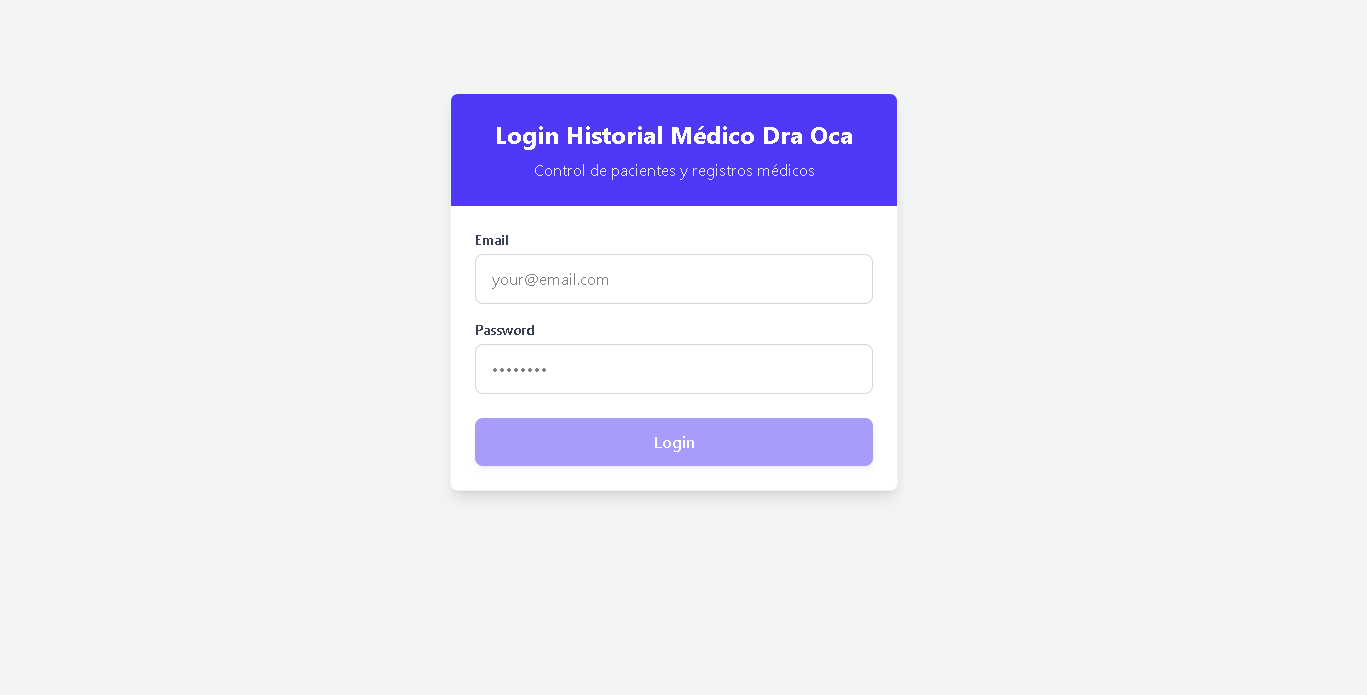 Login Historial Médico Dra Oca
Control de pacientes y registros médicos
Email
your@email.com
Password
••••••••
Login